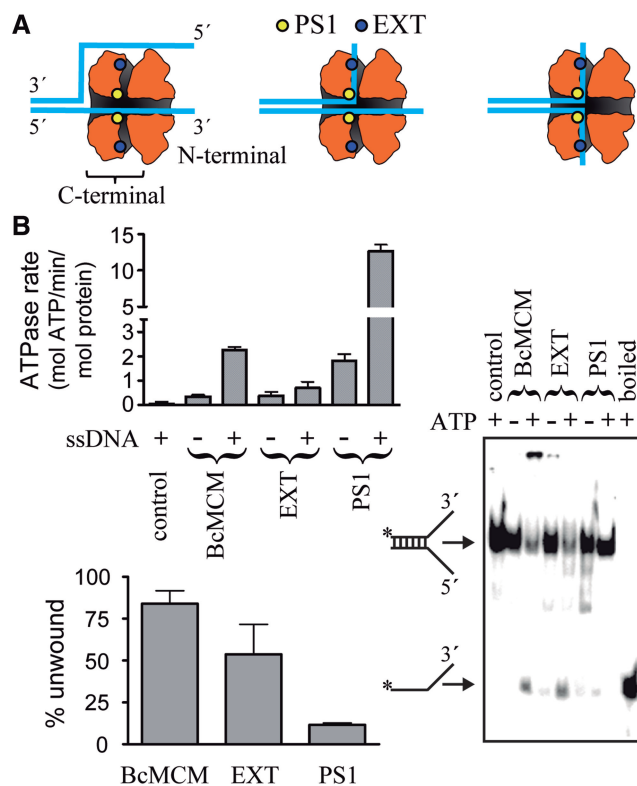 A
PS1 EXT
5´
3´
5´
3´
N-terminal
C-terminal
B
ATPase rate
(mol ATP/min/
mol protein)
15
10
5
2
1
0
ssDNA + - + - + - +
control
BcMCM
EXT
PS1
control
BcMCM
EXT
PS1
boiled
ATP + - + - + - + +
* 3´
5´
* 3´
% unwound
100
75
50
25
0
BcMCM EXT PS1